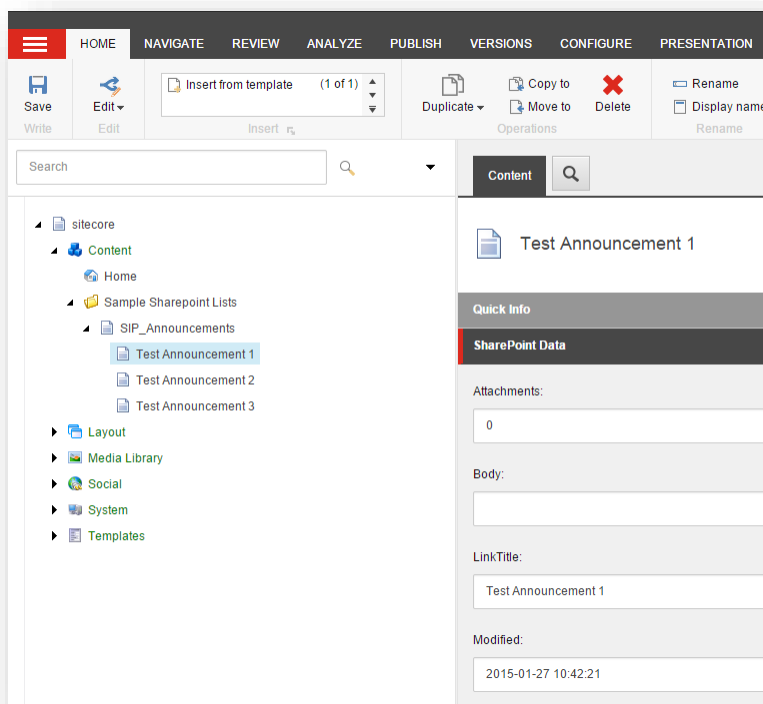 HOME NAVIGATE REVIEW ANALYZE PUBLISH VERSIONS CONFIGURE PRESENTATION
Insert from template (1 of 1) Copy to Rename
Save Edit Duplicate Move to Delete Display name
Write Edit Insert Operations Rename
Search
Content
sitecore
Content
Home
Sample Sharepoint Lists
SIP_Announcements
Test Announcement 1
Test Announcement 2
Test Announcement 3
Layout
Media Library
Social
System
Templates
Test Announcement 1
Quick Info
SharePoint Data
Attachments:
0
Body:
LinkTitle:
Test Announcement 1
Modified:
2015-01-27 10:42:21